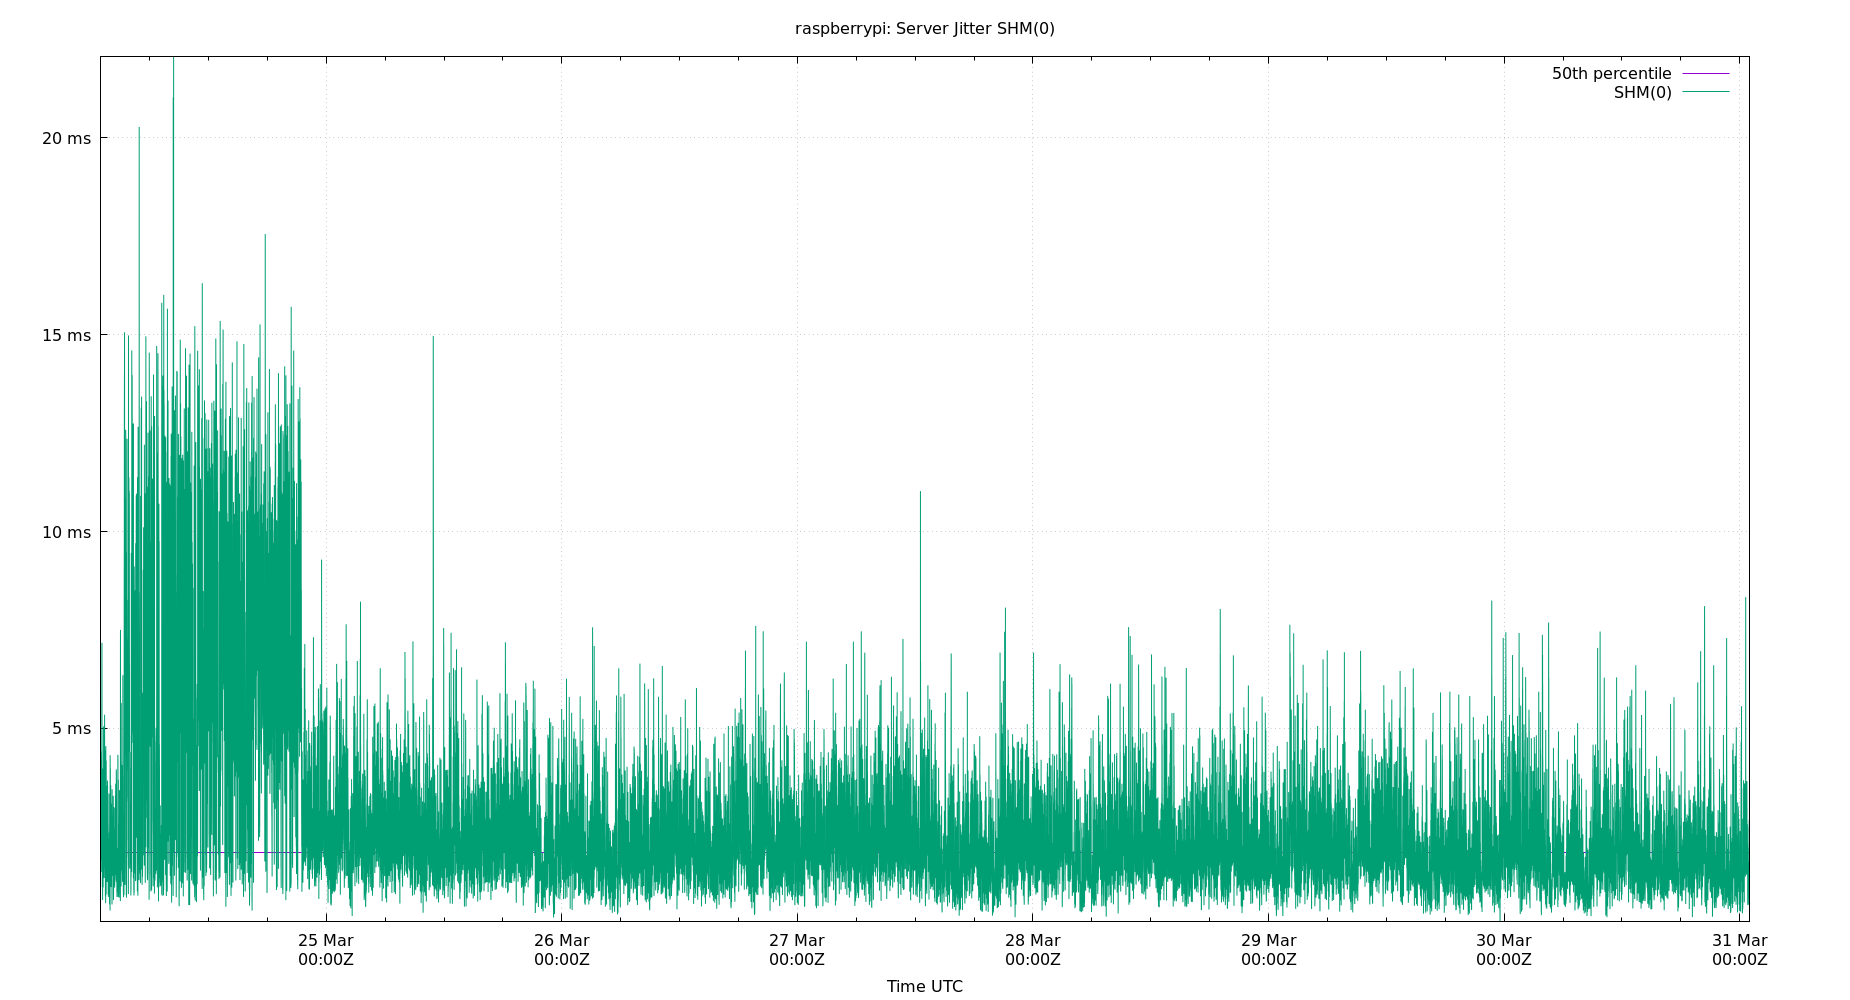 raspberrypi: Server Jitter SHM(0)
50th percentile
SHM(0)
20 ms
15 ms
10 ms
5 ms
25 Mar 26 Mar 27 Mar 28 Mar 29 Mar 30 Mar 31 Mar
00:00Z 00:00Z 00:00Z 00:00Z 00:00Z 00:00Z 00:00Z
Time UTC